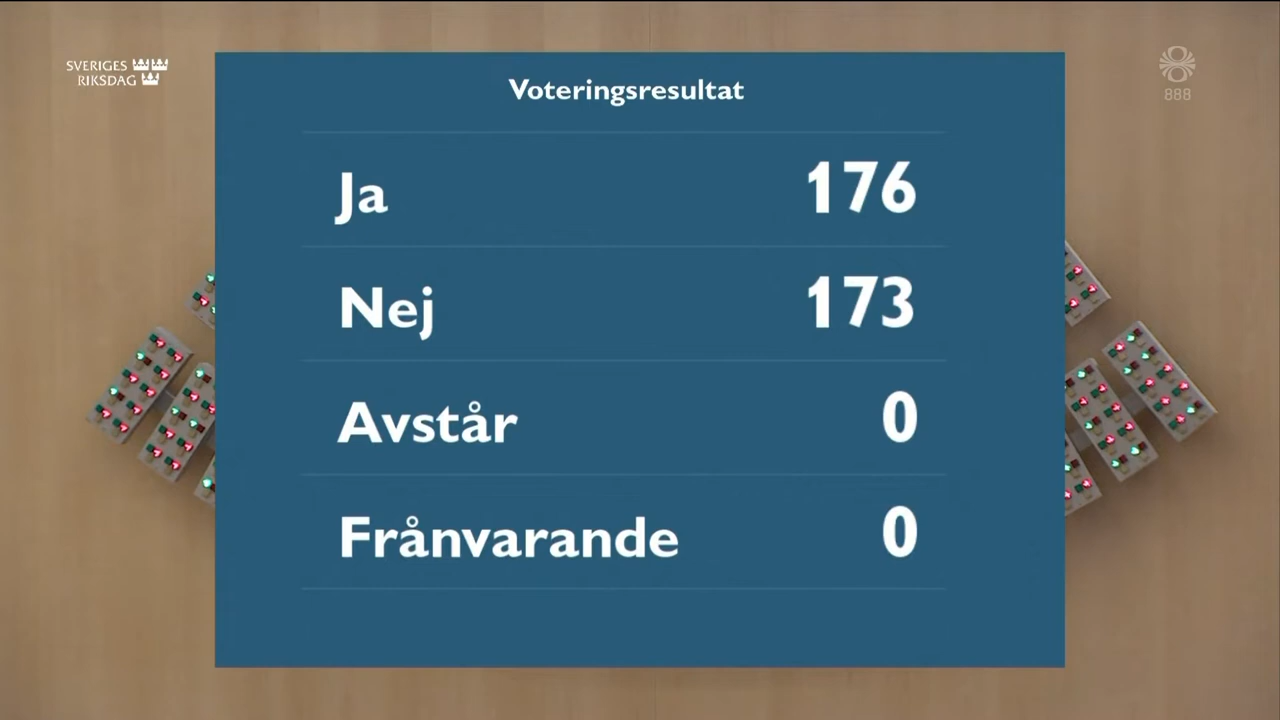 SVERIGES
RIKSDAG
888
Voteringsresultat
Ja 176
Nej 173
Avstår 0
Frånvarande 0